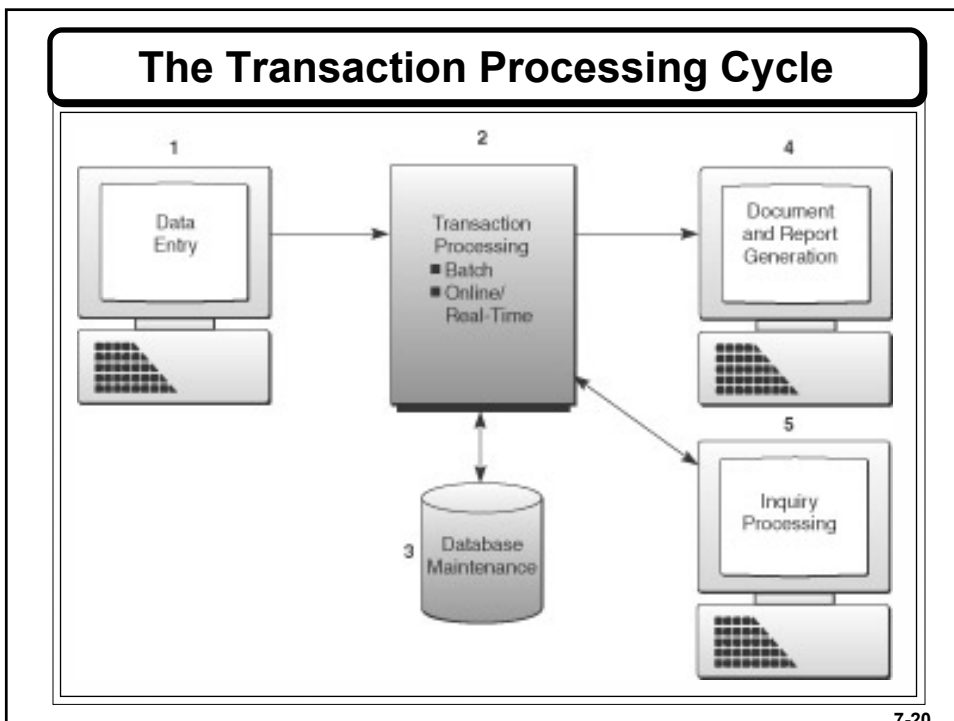 The Transaction Processing Cycle
1
Data
Entry
2
Transaction
Processing
■ Batch
■ Online/
Real-Time
3
Database
Maintenance
4
Document
and Report
Generation
5
Inquiry
Processing
7-20